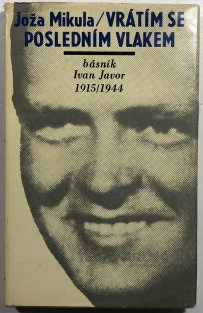 Joža Mikula/VRÁTÍM SE
POSLEDNÍM VLAKEM
básník
Ivan Javor
1915/1944